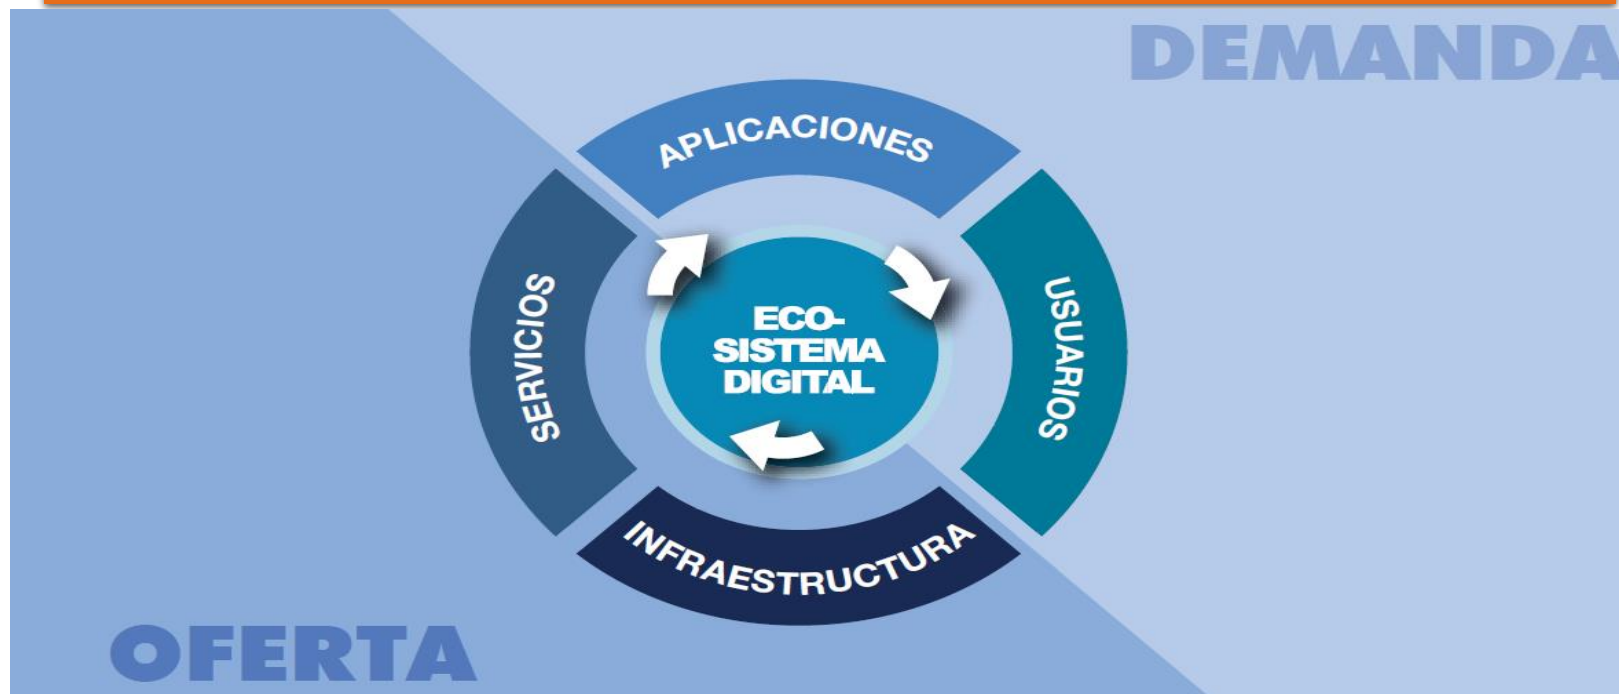 DEMANDA
APLICACIONES
SERVICIOS
ECO-
SISTEMA
DIGITAL
USUARIOS
INFRAESTRUCTURA
OFERTA